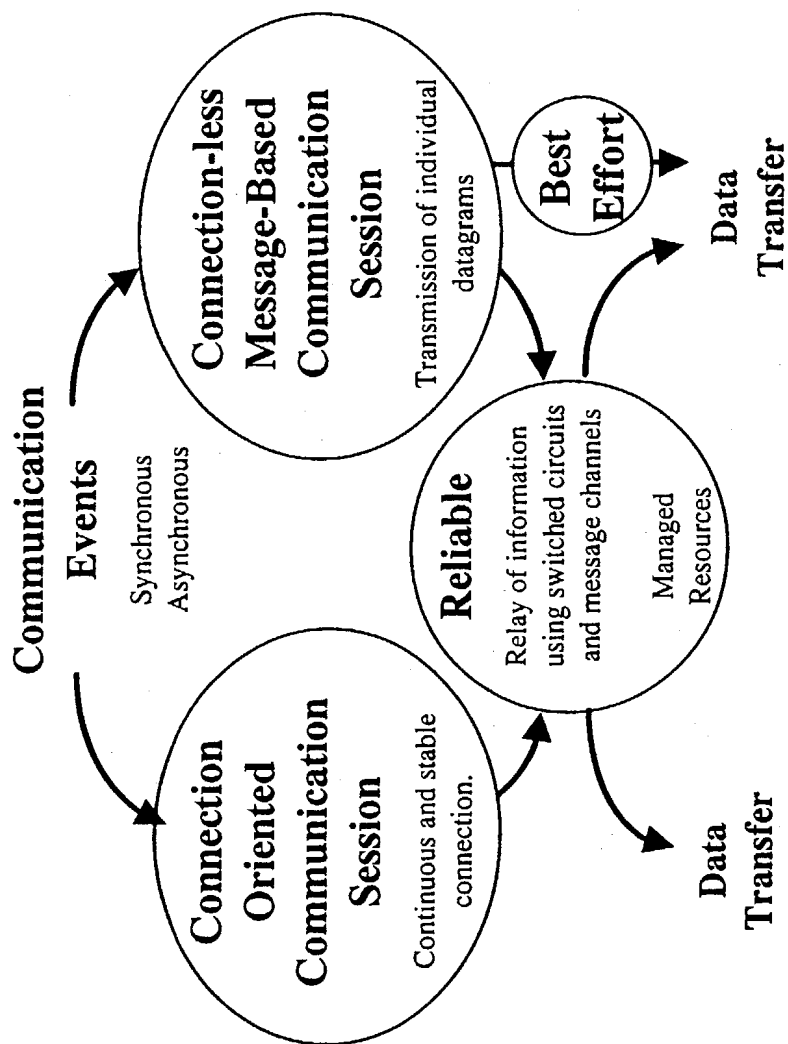 Communication
Events
Synchronous
Asynchronous
Connection
Oriented
Communication
Session
Continuous and stable
connection.
Connection-less
Message-Based
Communication
Session
Transmission of individual
datagrams
Reliable
Relay of information
using switched circuits
and message channels
Managed
Resources
Best
Effort
Data
Transfer
Data
Transfer